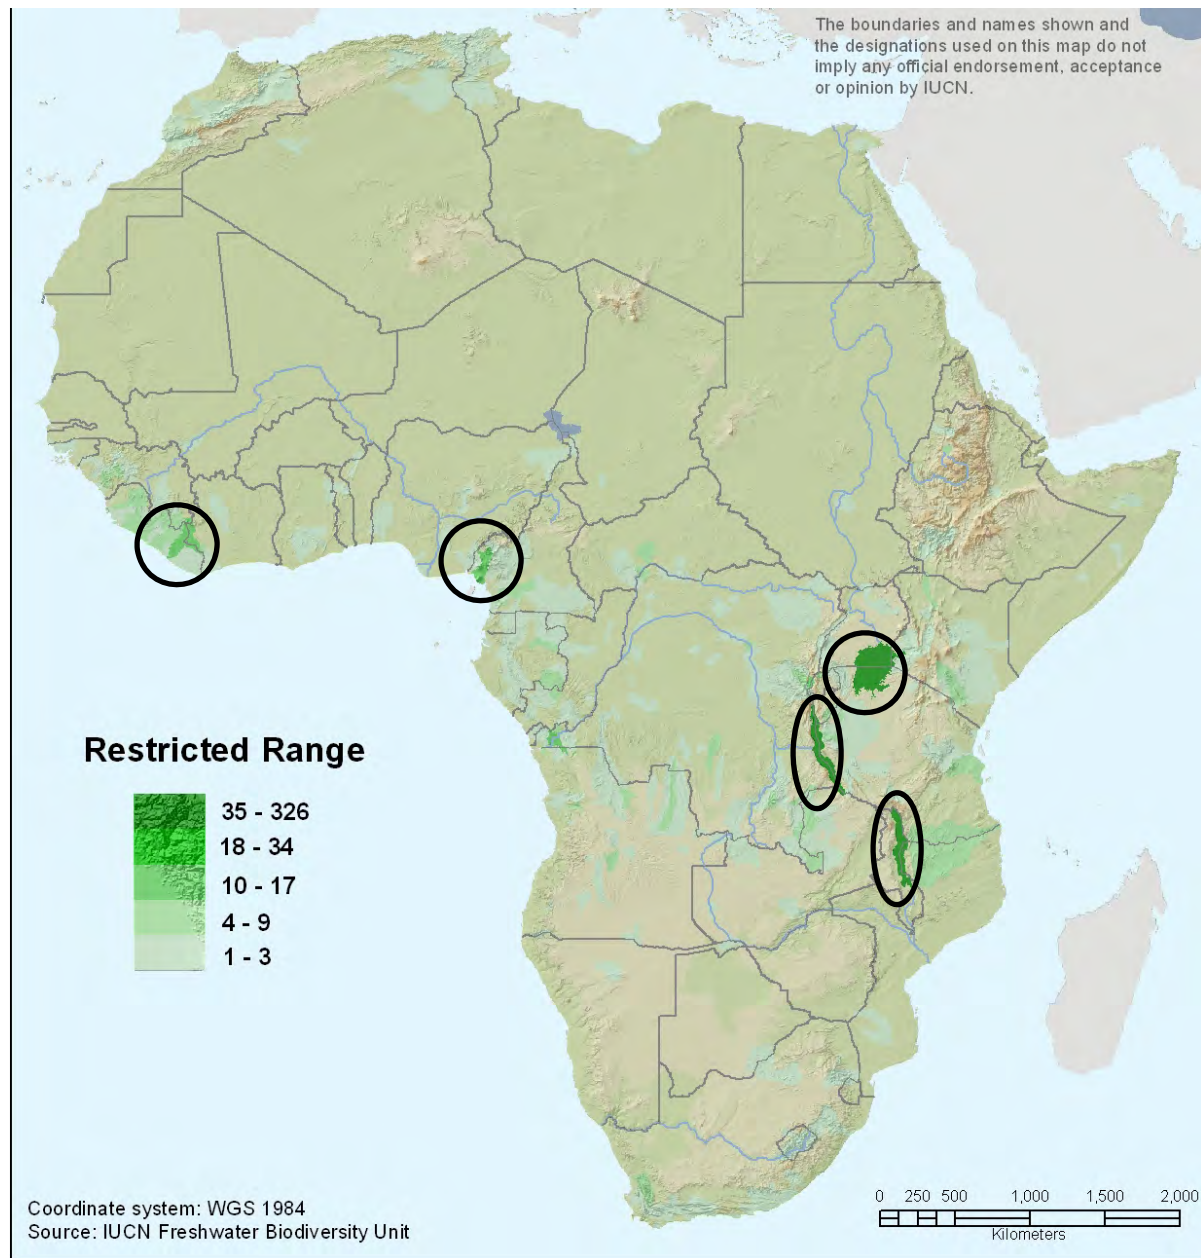 The boundaries and names shown and
the designations used on this map do not
imply any official endorsement, acceptance
or opinion by IUCN.
Restricted Range
35 - 326
18 - 34
10 - 17
4 - 9
1 - 3
Coordinate system: WGS 1984
Source: IUCN Freshwater Biodiversity Unit
0 250 500 1,000 1,500 2,000
Kilometers